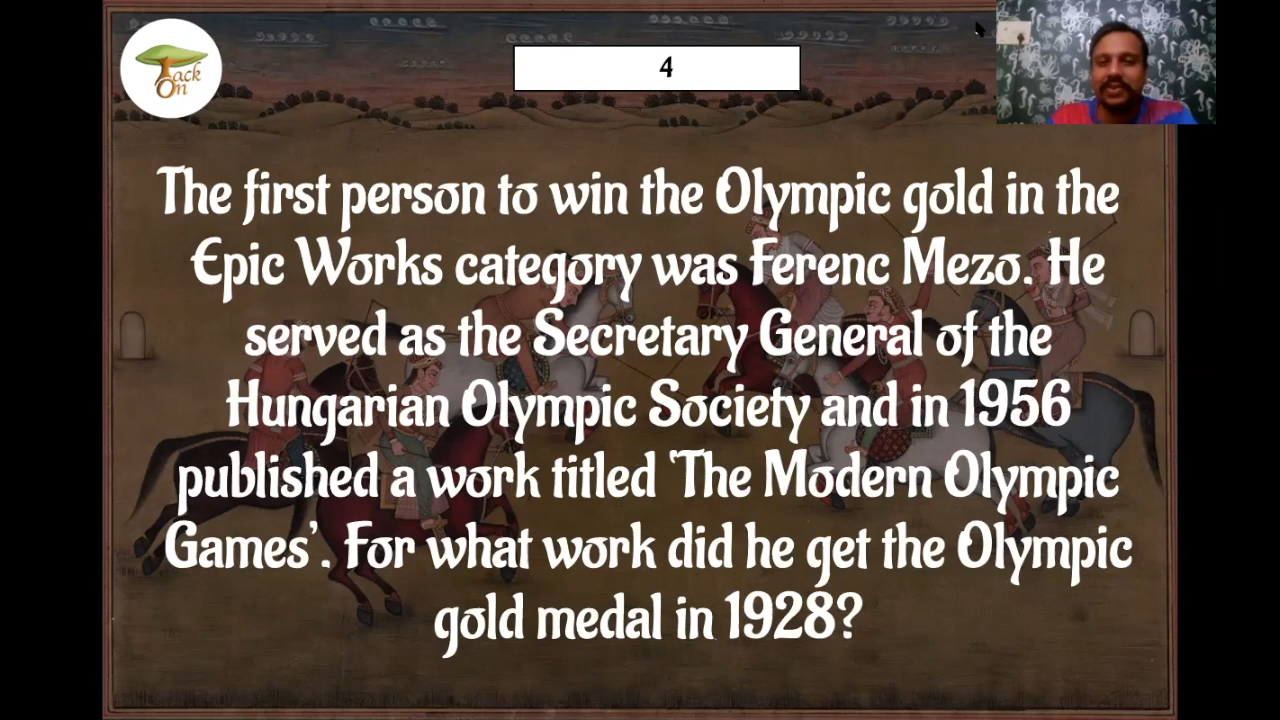 Tack
On
4
The first person to win the Olympic gold in the
Epic Works category was Ferenc Mezo. He
served as the Secretary General of the
Hungarian Olympic Society and in 1956
published a work titled 'The Modern Olympic
Games'. For what work did he get the Olympic
gold medal in 1928?